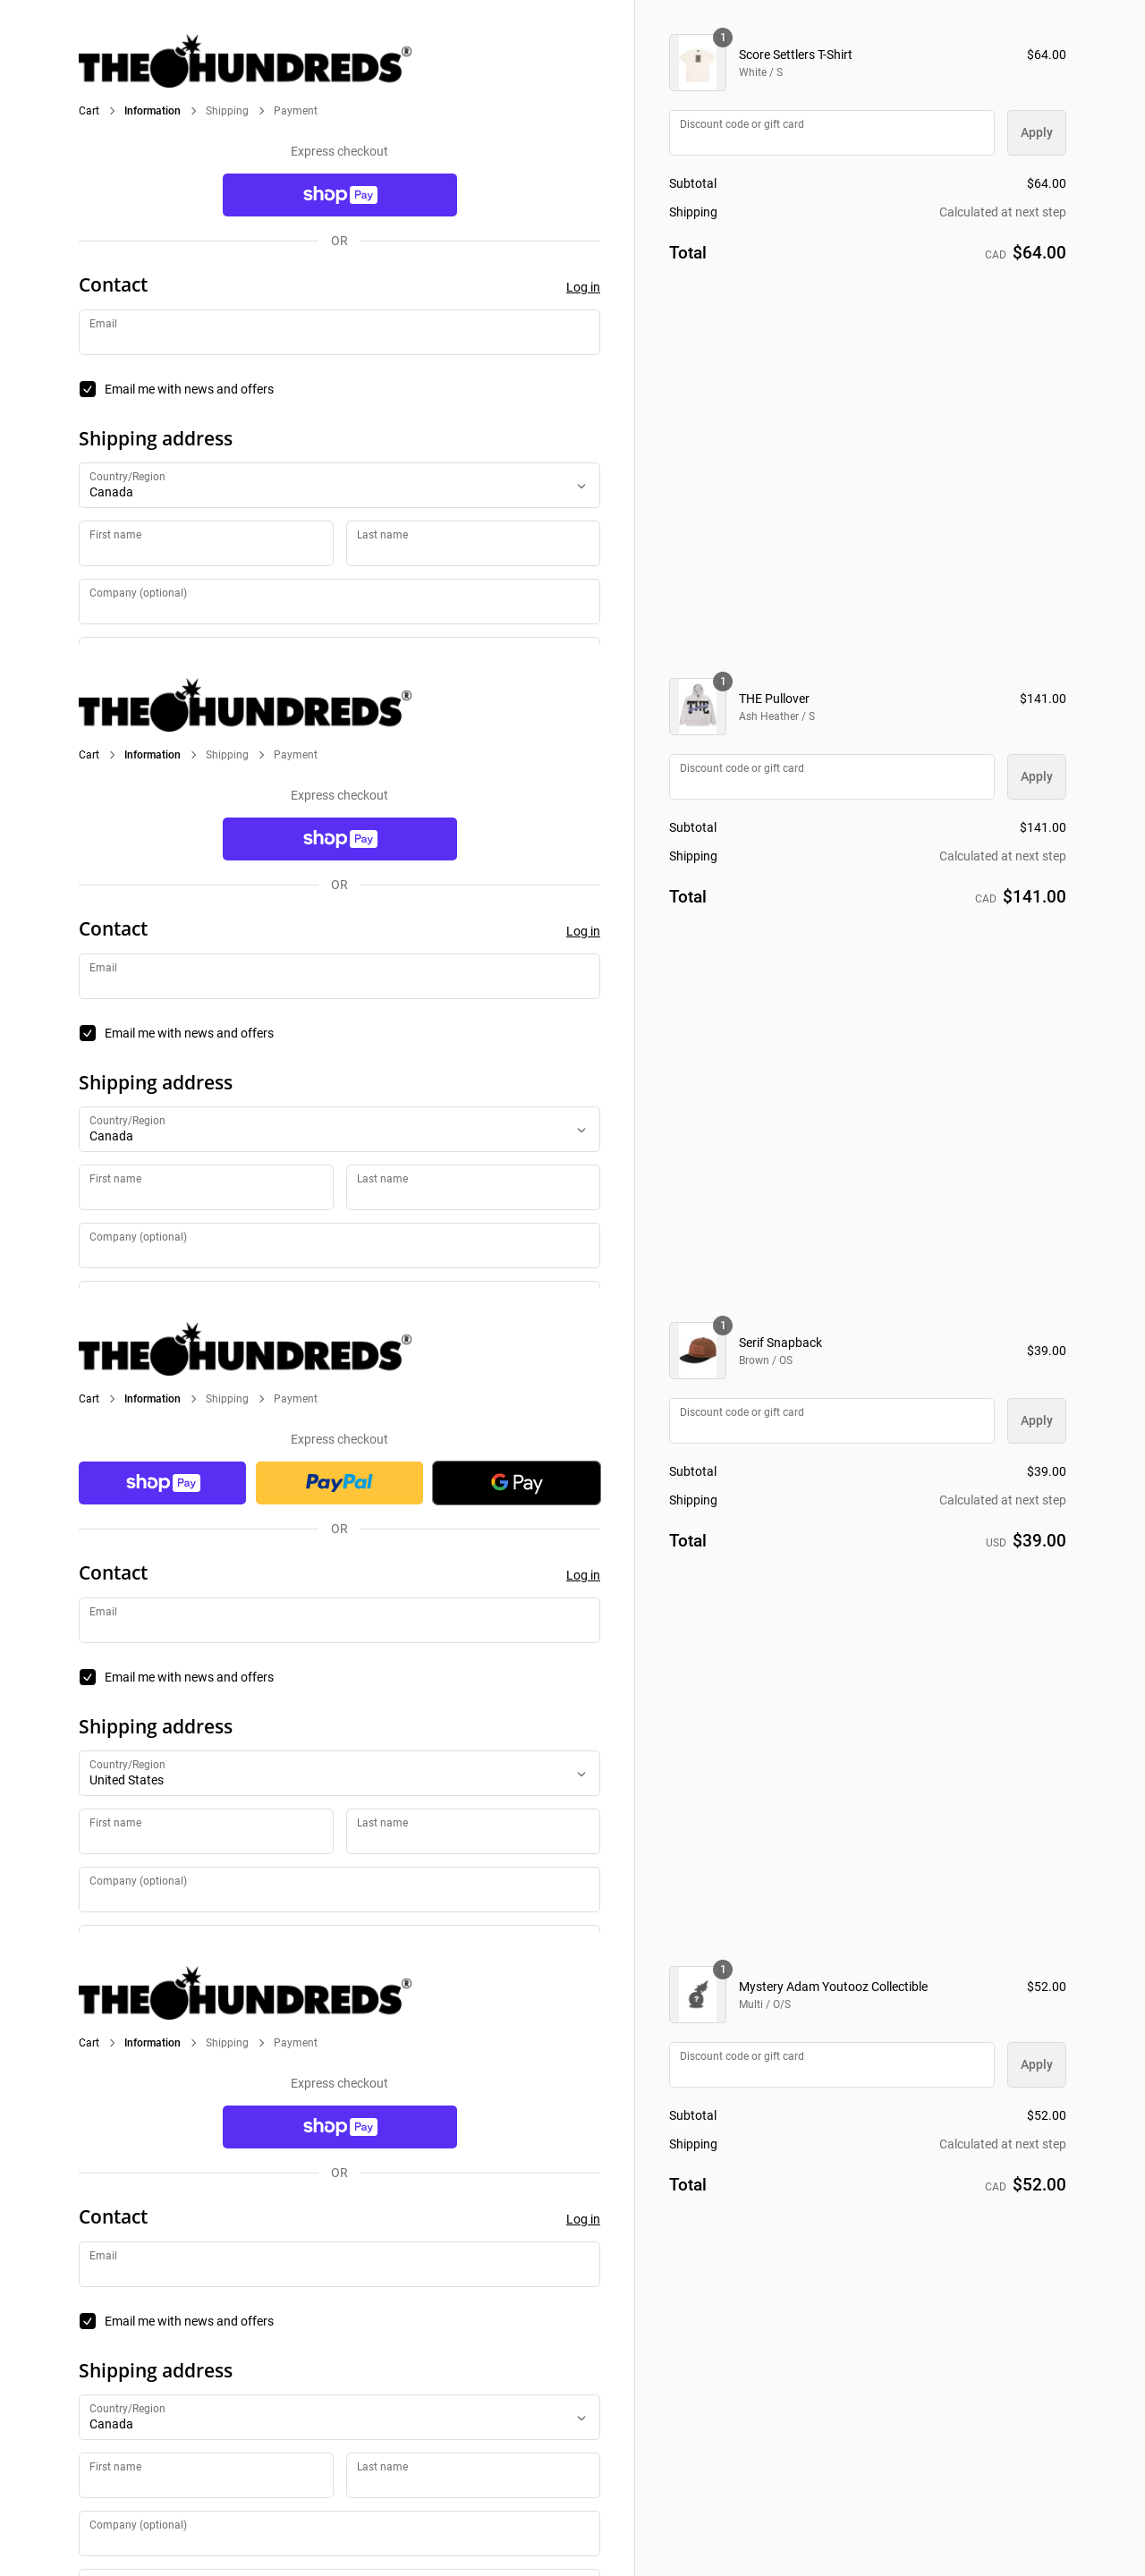 THE HUNDREDS®
Cart > Information > Shipping > Payment
Express checkout
shop Pay
OR
Contact
Log in
Email
Email me with news and offers
Shipping address
Country/Region
Canada
First name
Last name
Company (optional)
1
Score Settlers T-Shirt
$64.00
White / S
Discount code or gift card
Apply
Subtotal
$64.00
Shipping
Calculated at next step
Total
CAD $64.00
THE HUNDREDS®
Cart > Information > Shipping > Payment
Express checkout
shop Pay
OR
Contact
Log in
Email
Email me with news and offers
Shipping address
Country/Region
Canada
First name
Last name
Company (optional)
1
THE
THE Pullover
$141.00
Ash Heather / S
Discount code or gift card
Apply
Subtotal
$141.00
Shipping
Calculated at next step
Total
CAD $141.00
THE HUNDREDS®
Cart > Information > Shipping > Payment
Express checkout
shop Pay
PayPal
G Pay
OR
Contact
Log in
Email
Email me with news and offers
Shipping address
Country/Region
United States
First name
Last name
Company (optional)
1
Serif Snapback
$39.00
Brown / OS
Discount code or gift card
Apply
Subtotal
$39.00
Shipping
Calculated at next step
Total
USD $39.00
THE HUNDREDS®
Cart > Information > Shipping > Payment
Express checkout
shop Pay
OR
Contact
Log in
Email
Email me with news and offers
Shipping address
Country/Region
Canada
First name
Last name
Company (optional)
1
?
Mystery Adam Youtooz Collectible
$52.00
Multi / O/S
Discount code or gift card
Apply
Subtotal
$52.00
Shipping
Calculated at next step
Total
CAD $52.00